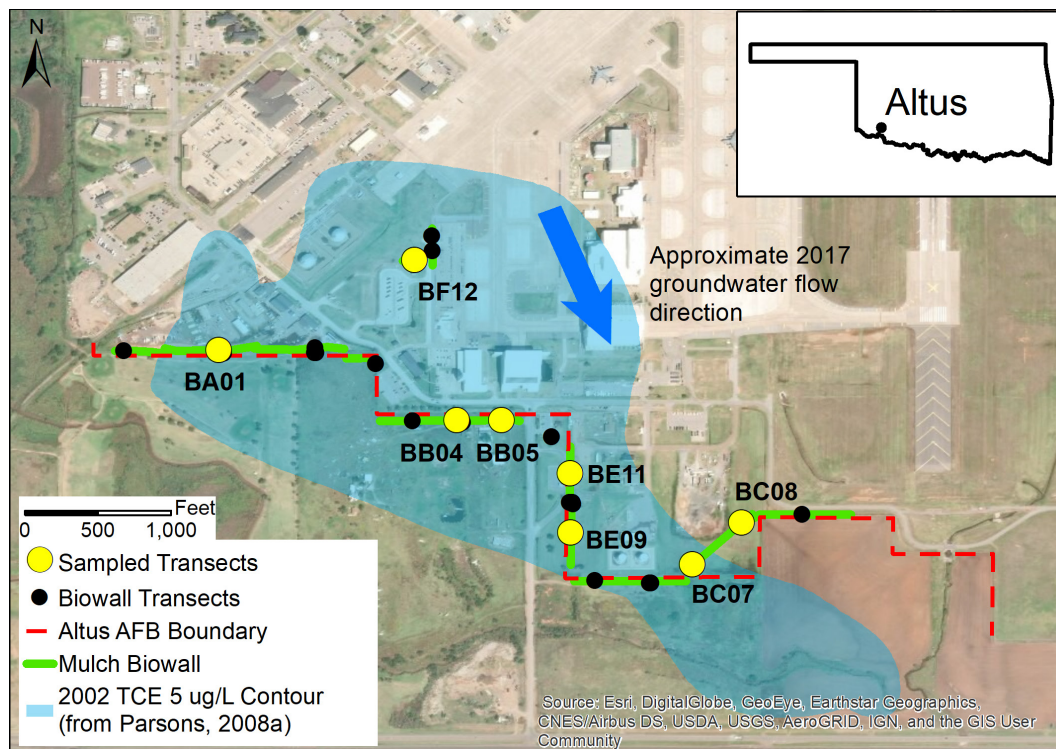 N
Altus
Approximate 2017
groundwater flow
direction
BF12
BA01
BB04
BB05
BE11
BC08
BE09
BC07
Feet
0 500 1,000
Sampled Transects
Biowall Transects
Altus AFB Boundary
Mulch Biowall
2002 TCE 5 ug/L Contour
(from Parsons, 2008a)
Source: Esri, DigitalGlobe, GeoEye, Earthstar Geographics,
CNES/Airbus DS, USDA, USGS, AeroGRID, IGN, and the GIS User
Community